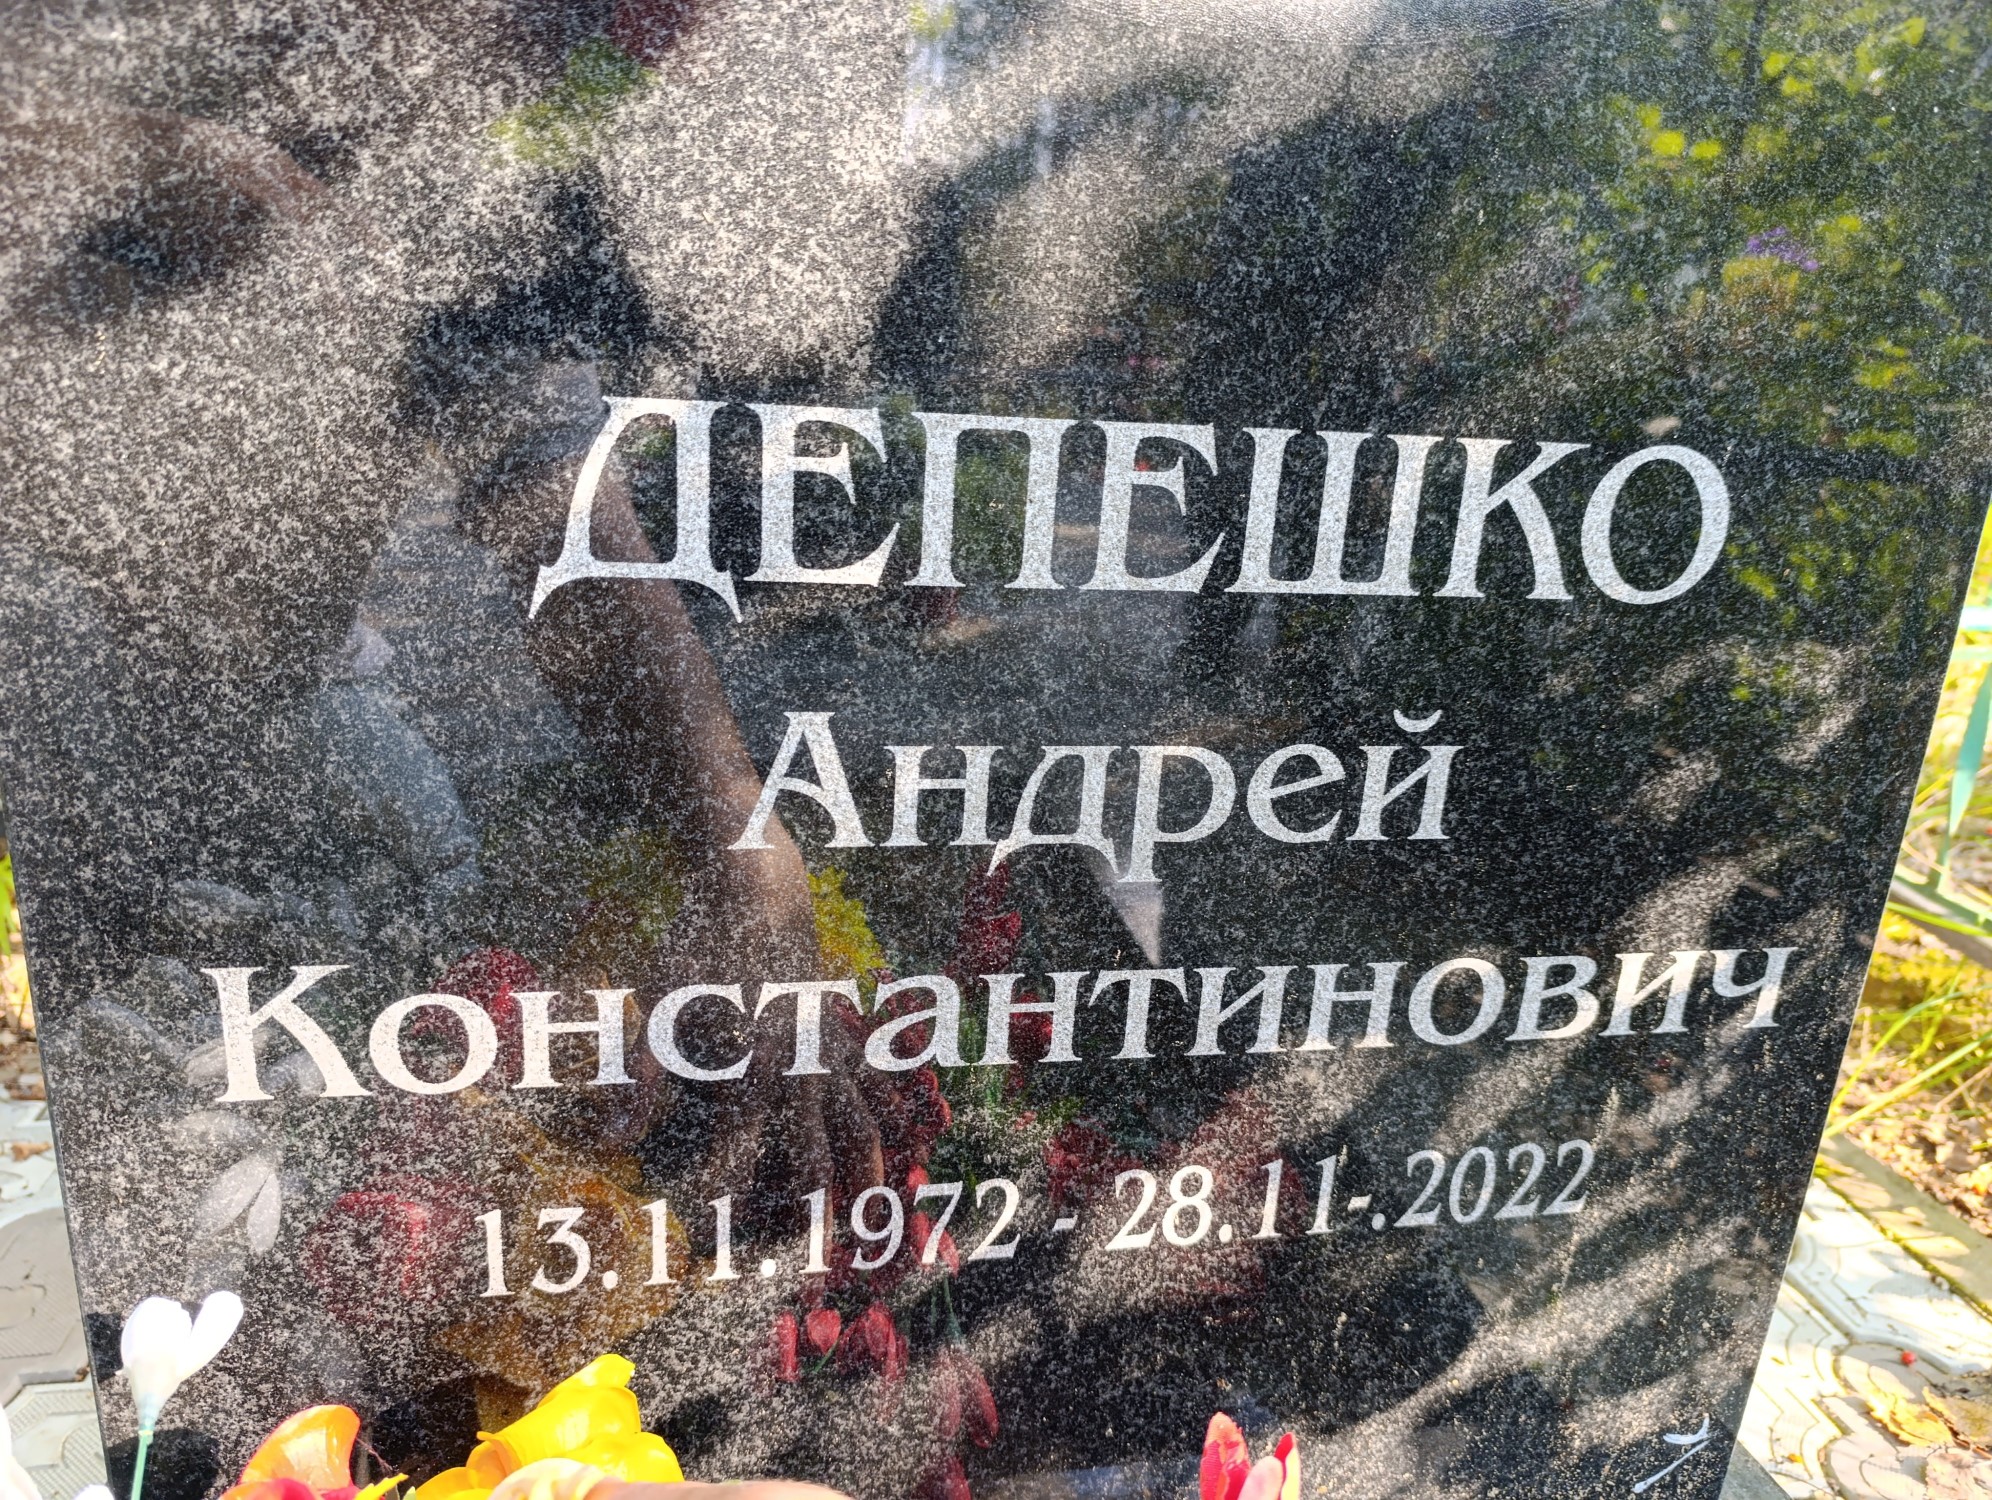 ДЕПЕШКО
Андрей
Константинович
13.11.1972 - 28.11-.2022